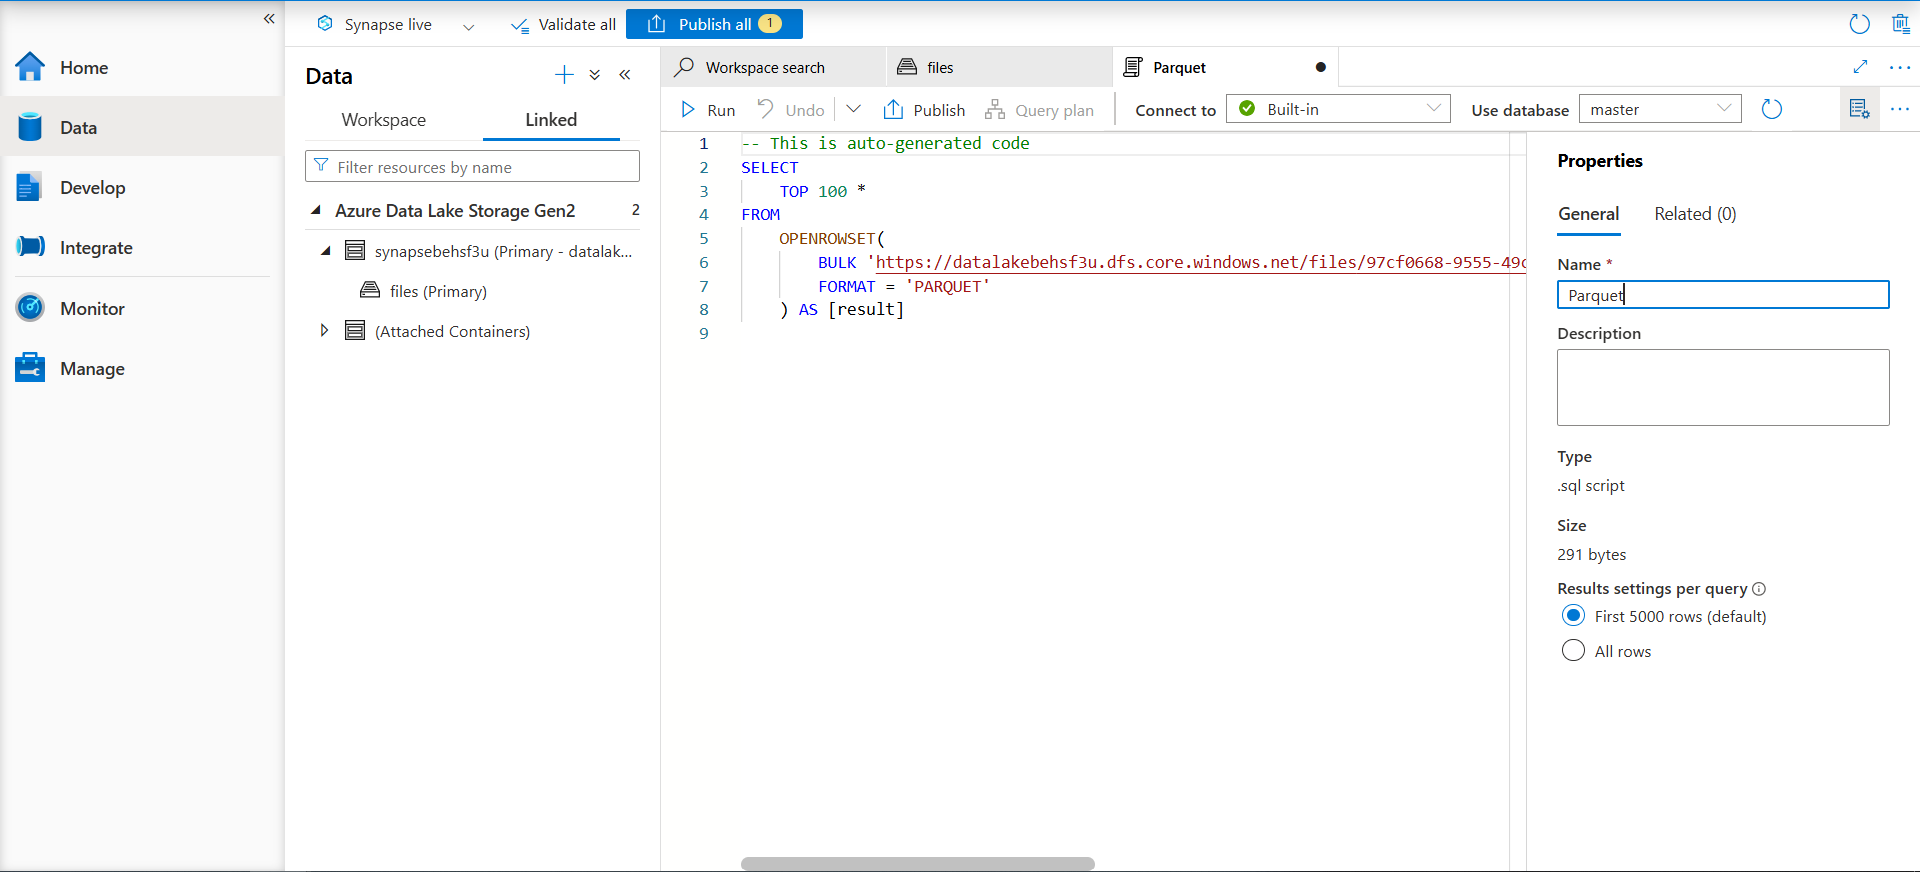 «
Home
Data
Develop
Integrate
Monitor
Manage
Synapse live
Validate all
Publish all 1
Data
«
Workspace
Linked
Filter resources by name
Azure Data Lake Storage Gen2 2
synapsebehsf3u (Primary - datalak...
files (Primary)
(Attached Containers)
Workspace search
files
Parquet ●
...
Run
Undo
Publish
Query plan
Connect to
Built-in
Use database
master
...
1 -- This is auto-generated code
2 SELECT
3 TOP 100 *
4 FROM
5 OPENROWSET(
6 BULK 'https://datalakebehsf3u.dfs.core.windows.net/files/97cf0668-9555-49
7 FORMAT = 'PARQUET'
8 ) AS [result]
9
Properties
General
Related (0)
Name *
Parquet
Description
Type
.sql script
Size
291 bytes
Results settings per query
First 5000 rows (default)
All rows